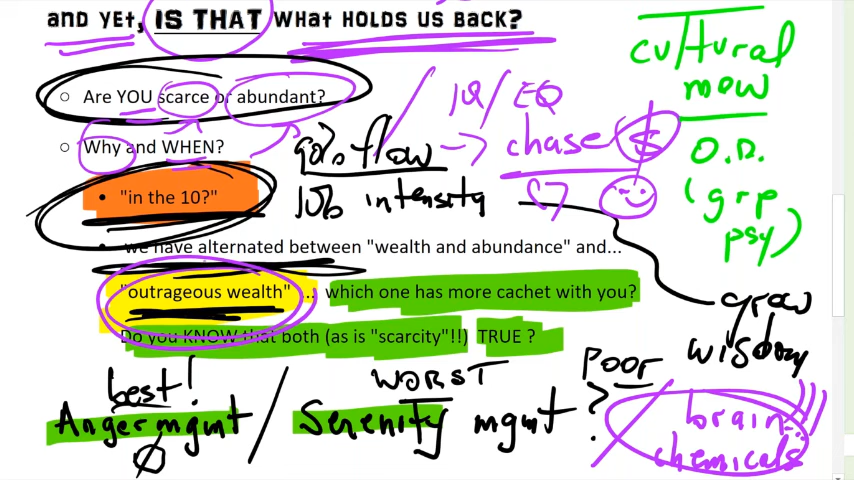 and yet, IS THAT WHAT HOLDS US BACK?
Are YOU scarce or abundant?
Why and WHEN?
"in the 10?"
we have alternated between "wealth and abundance" and...
"outrageous wealth" ... which one has more cachet with you?
Do you KNOW that both (as is "scarcity"!!) TRUE ?
/ IQ / EQ
90% flow → chase $
10% intensity
cultural
mow
O.D.
(grp
psy)
grow
wisdom
best! WORST poor
Anger mgmt / Serenity mgmt ?
brain
chemicals